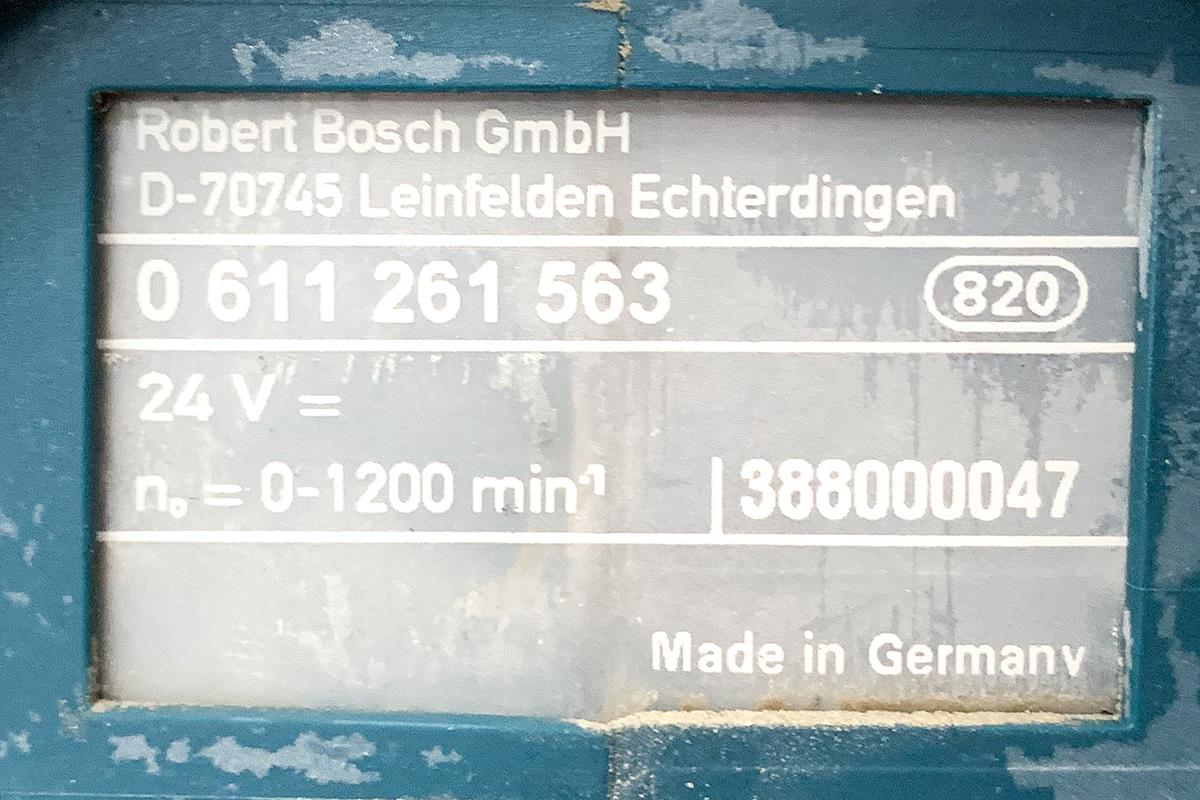 Robert Bosch GmbH
D-70745 Leinfelden Echterdingen
0 611 261 563 820
24 V =
n₀ = 0-1200 min⁻¹ 388000047
Made in Germany